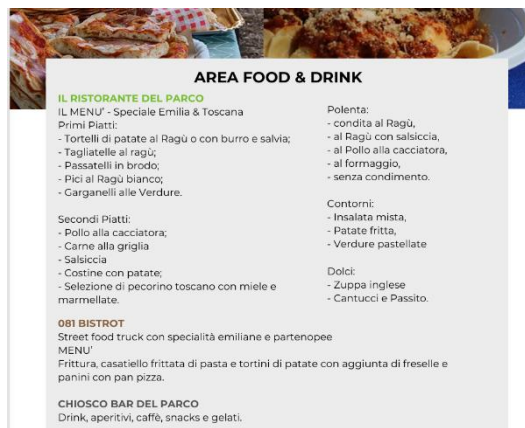 AREA FOOD & DRINK
IL RISTORANTE DEL PARCO
IL MENU' - Speciale Emilia & Toscana
Primi Piatti:
- Tortelli di patate al Ragù o con burro e salvia;
- Tagliatelle al ragù;
- Passatelli in brodo;
- Pici al Ragù bianco;
- Garganelli alle Verdure.
Secondi Piatti:
- Pollo alla cacciatora;
- Carne alla griglia
- Salsiccia
- Costine con patate;
- Selezione di pecorino toscano con miele e
marmellate.
Polenta:
- condita al Ragù,
- al Ragù con salsiccia,
- al Pollo alla cacciatora,
- al formaggio,
- senza condimento.
Contorni:
- Insalata mista,
- Patate fritta,
- Verdure pastellate
Dolci:
- Zuppa inglese
- Cantucci e Passito.
081 BISTROT
Street food truck con specialità emiliane e partenopee
MENU'
Frittura, casatiello frittata di pasta e tortini di patate con aggiunta di freselle e
panini con pan pizza.
CHIOSCO BAR DEL PARCO
Drink, aperitivi, caffè, snacks e gelati.